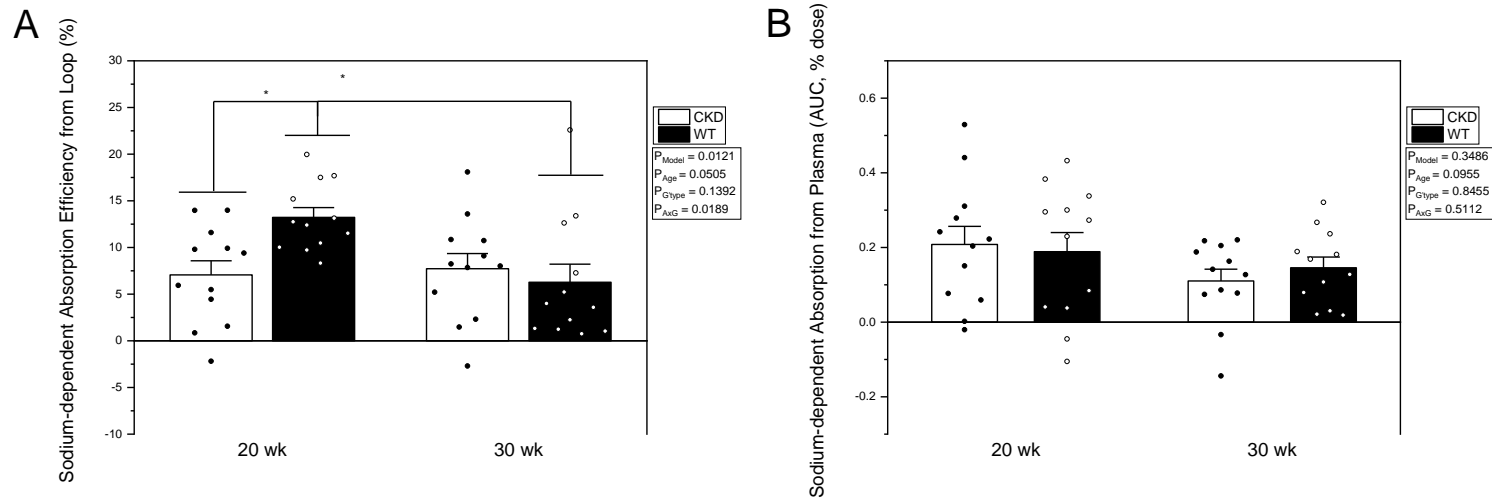 A
Sodium-dependent Absorption Efficiency from Loop (%)
30
25
20
15
10
5
0
-5
-10
*
*
20 wk
30 wk
CKD
WT
PModel = 0.0121
PAge = 0.0505
PG'type = 0.1392
PAxG = 0.0189
B
Sodium-dependent Absorption from Plasma (AUC, % dose)
0.6
0.4
0.2
0.0
-0.2
20 wk
30 wk
CKD
WT
PModel = 0.3486
PAge = 0.0955
PG'type = 0.8455
PAxG = 0.5112